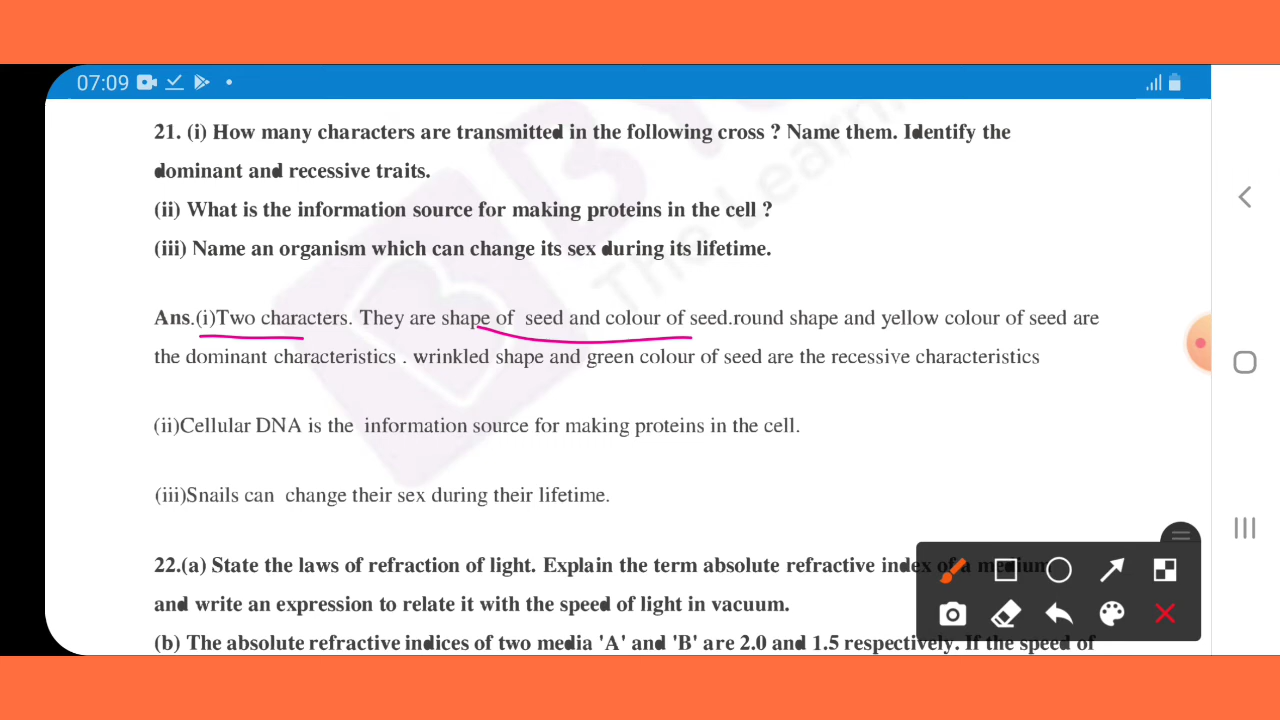 07:09
21. (i) How many characters are transmitted in the following cross ? Name them. Identify the
dominant and recessive traits.
(ii) What is the information source for making proteins in the cell ?
(iii) Name an organism which can change its sex during its lifetime.
Ans.(i)Two characters. They are shape of seed and colour of seed.round shape and yellow colour of seed are
the dominant characteristics . wrinkled shape and green colour of seed are the recessive characteristics
(ii)Cellular DNA is the information source for making proteins in the cell.
(iii)Snails can change their sex during their lifetime.
22.(a) State the laws of refraction of light. Explain the term absolute refractive index of a medium
and write an expression to relate it with the speed of light in vacuum.
(b) The absolute refractive indices of two media 'A' and 'B' are 2.0 and 1.5 respectively. If the speed of